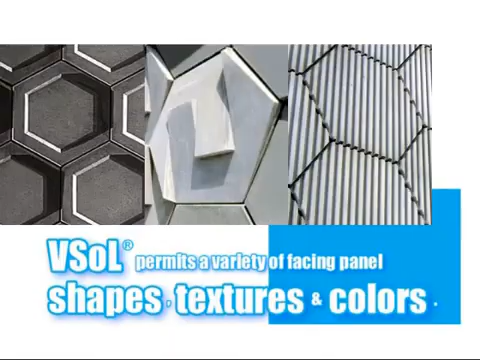 VSoL® permits a variety of facing panel
shapes, textures & colors.